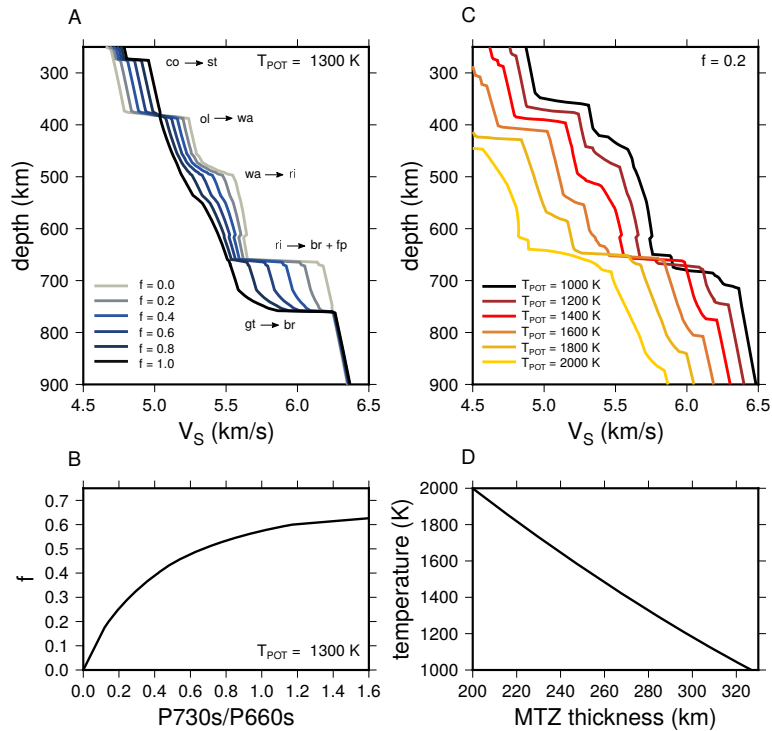 A
T_POT = 1300 K
co → st
ol → wa
wa → ri
ri → br + fp
gt → br
f = 0.0
f = 0.2
f = 0.4
f = 0.6
f = 0.8
f = 1.0
300
400
500
600
700
800
900
depth (km)
4.5 5.0 5.5 6.0 6.5
V_S (km/s)
C
f = 0.2
T_POT = 1000 K
T_POT = 1200 K
T_POT = 1400 K
T_POT = 1600 K
T_POT = 1800 K
T_POT = 2000 K
300
400
500
600
700
800
900
depth (km)
4.5 5.0 5.5 6.0 6.5
V_S (km/s)
B
0.7
0.6
0.5
0.4
0.3
0.2
0.1
0.0
f
T_POT = 1300 K
0.0 0.2 0.4 0.6 0.8 1.0 1.2 1.4 1.6
P730s/P660s
D
2000
1800
1600
1400
1200
1000
temperature (K)
200 220 240 260 280 300 320
MTZ thickness (km)